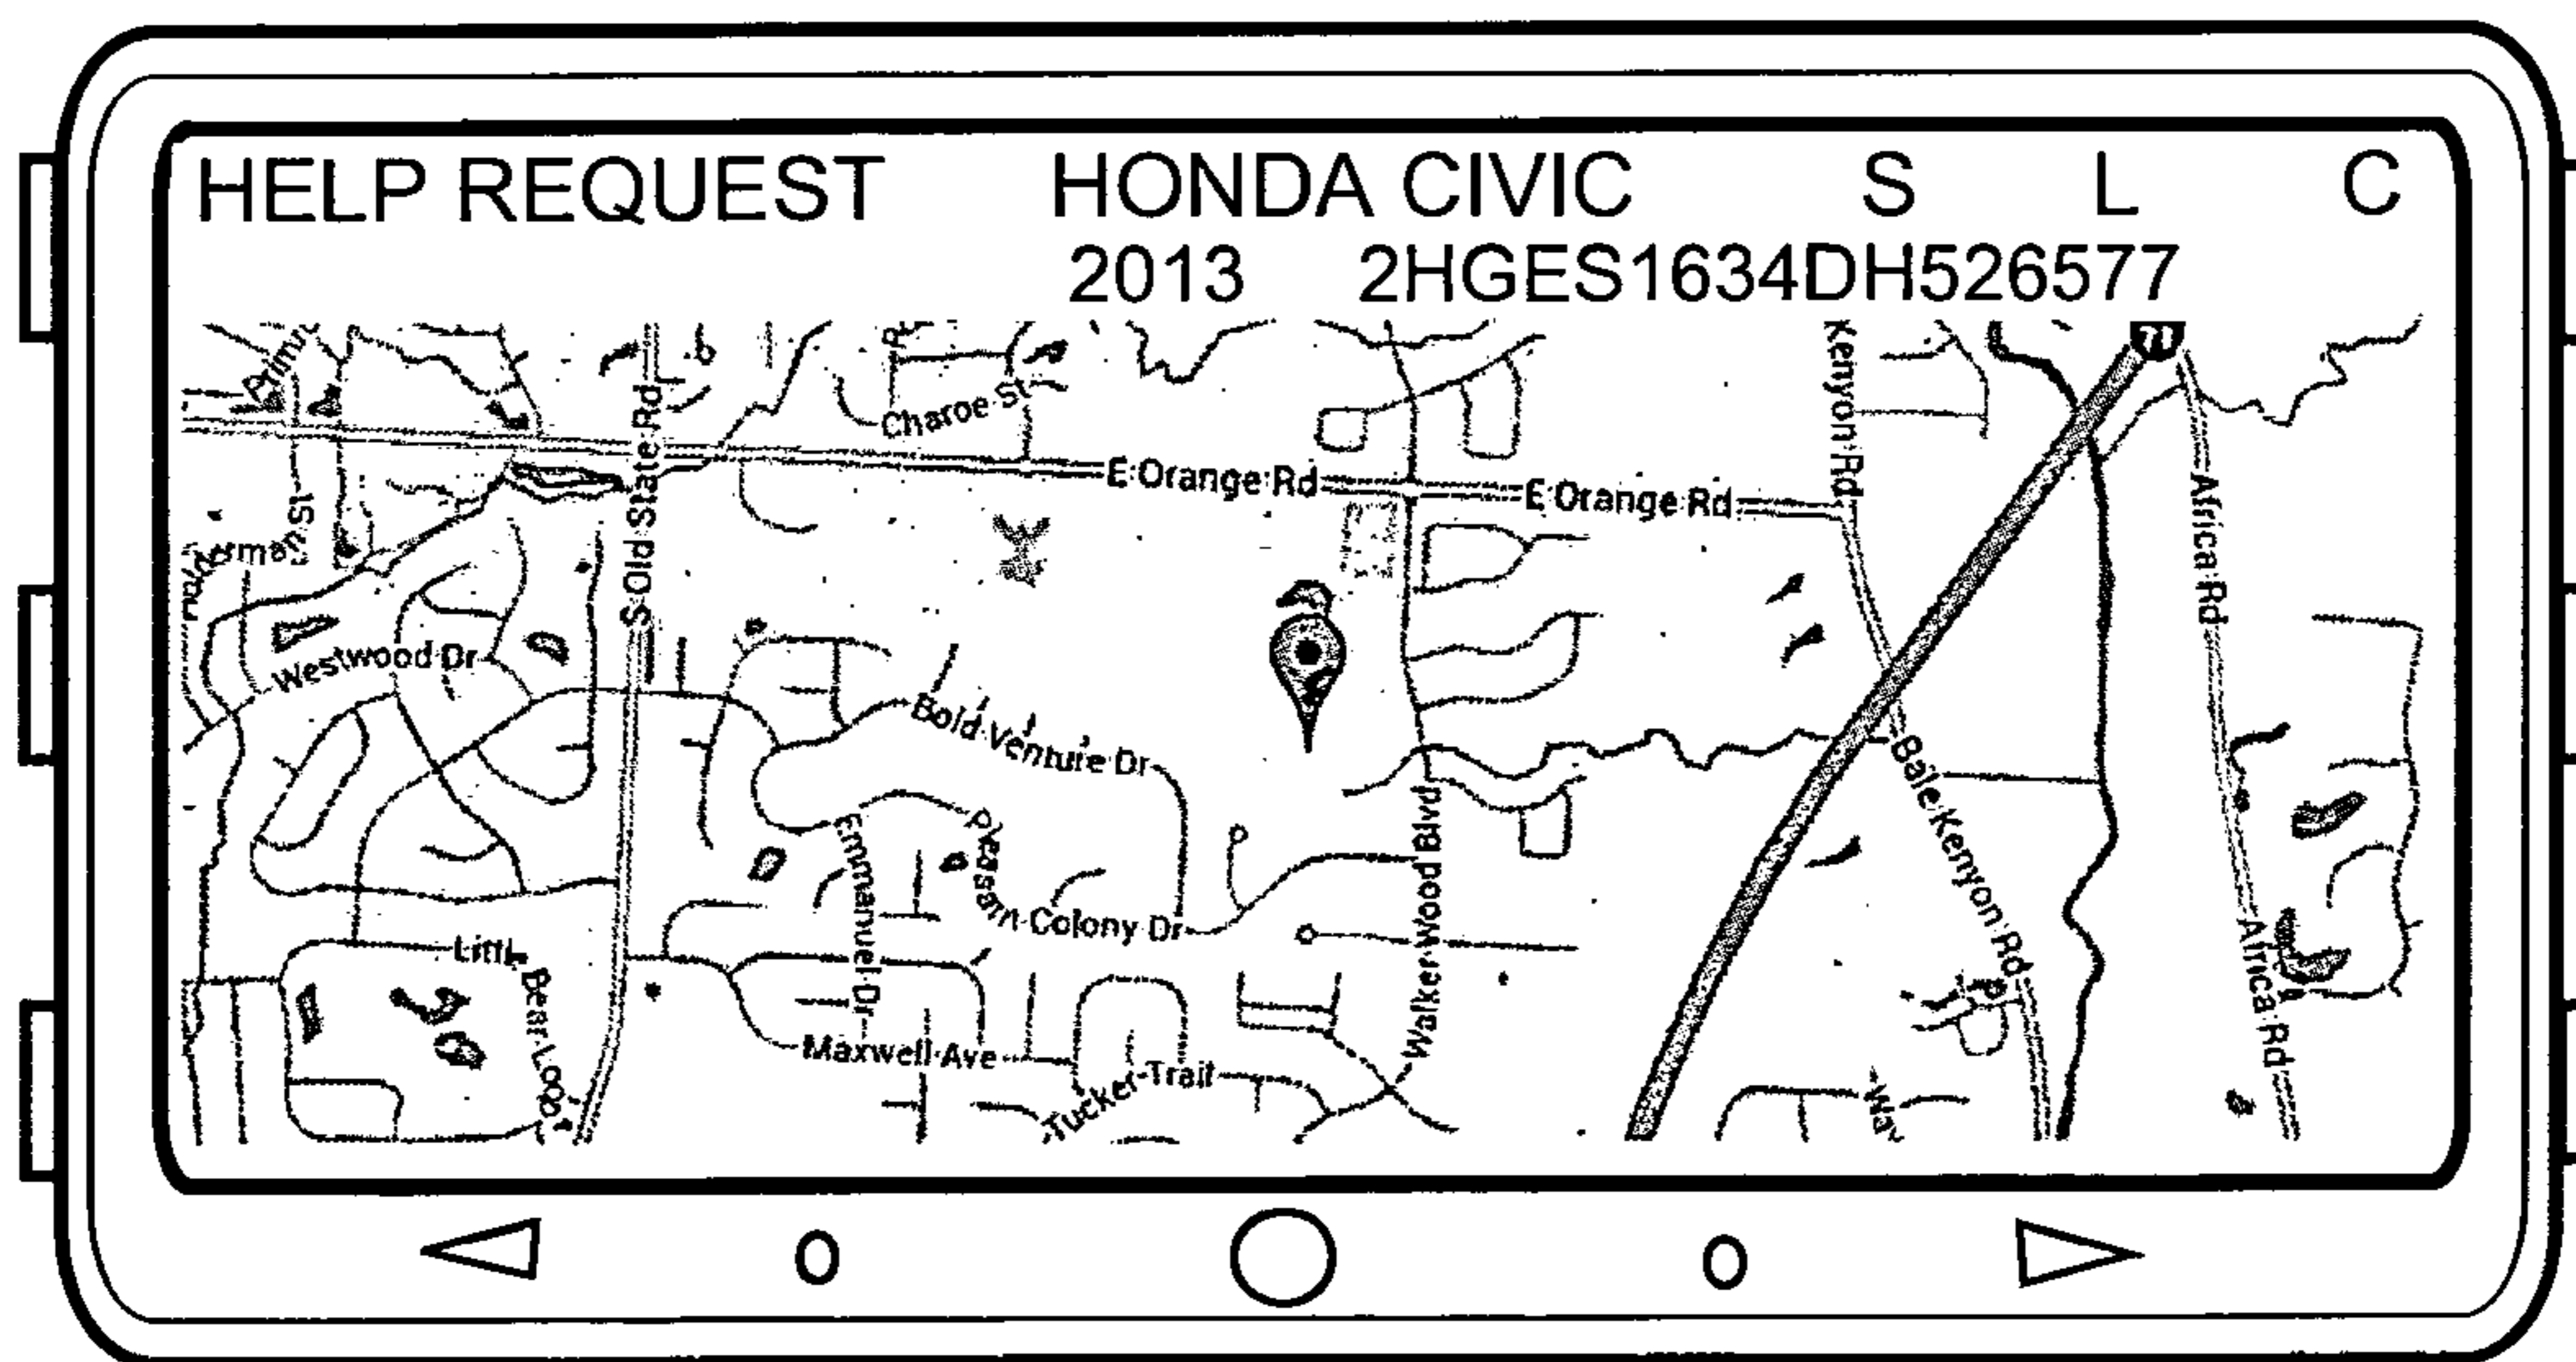 HELP REQUEST HONDA CIVIC S L C
2013 2HGES1634DH526577
71
Kenyon Rd
Charoe St
S Old State Rd
E Orange Rd
E Orange Rd
Africa Rd
Westwood Dr
Bold Venture Dr
Bale Kenyon Rd
Emmanuel Dr
Pleasant Colony Dr
Walker Wood Blvd
Little Bear Loop
Africa Rd
Maxwell Ave
Tucker Trail
Way